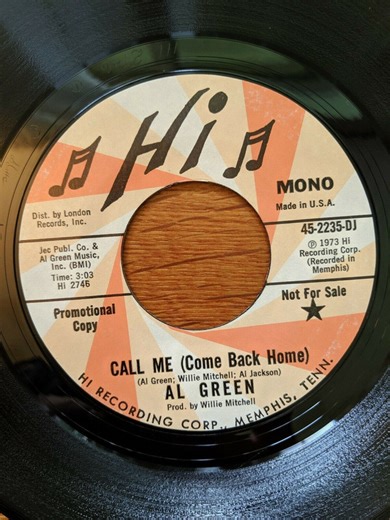 Hi
MONO
Made in U.S.A.
Dist. by London
Records, Inc.
45-2235-DJ
Jec Publ. Co. &
Al Green Music,
Inc. (BMI)
Time: 3:03
Hi 2746
℗ 1973 Hi
Recording Corp.
(Recorded in
Memphis)
Promotional
Copy
Not For Sale
CALL ME (Come Back Home)
(Al Green; Willie Mitchell; Al Jackson)
AL GREEN
Prod. by Willie Mitchell
HI RECORDING CORP., MEMPHIS, TENN.